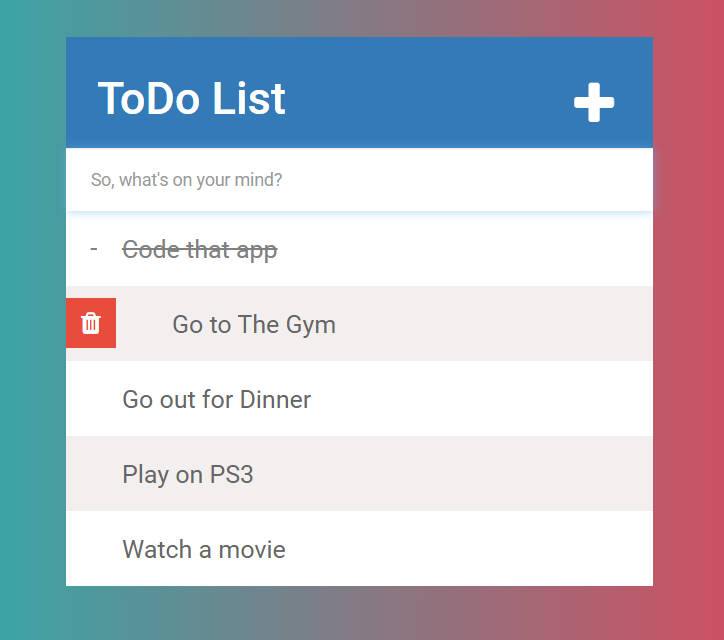 ToDo List
So, what's on your mind?
- Code that app
Go to The Gym
Go out for Dinner
Play on PS3
Watch a movie